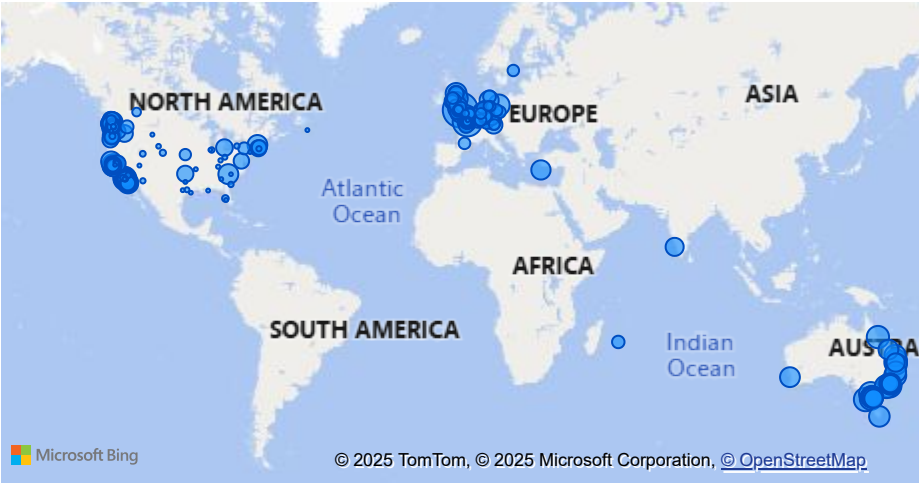 NORTH AMERICA
ASIA
EUROPE
Atlantic
Ocean
AFRICA
SOUTH AMERICA
Indian
Ocean
AUSTRA
Microsoft Bing
© 2025 TomTom, © 2025 Microsoft Corporation, © OpenStreetMap